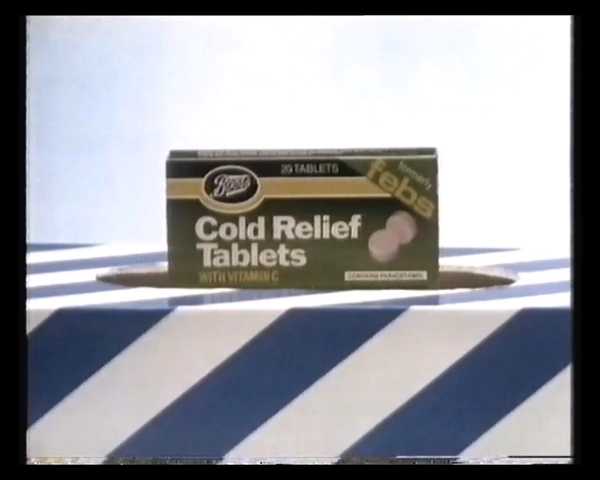 20 TABLETS
formerly
febs
Boots
Cold Relief
Tablets
WITH VITAMIN C
CONTAINS PARACETAMOL